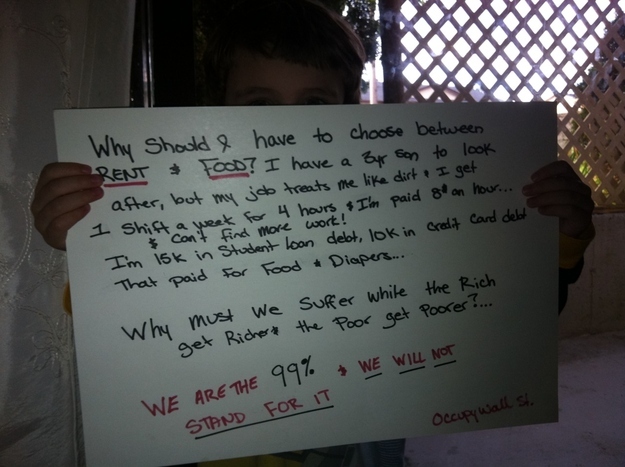 Why Should I have to choose between
RENT & FOOD? I have a 3yr son to look
after, but my job treats me like dirt & I get
1 Shift a week for 4 hours & I'm paid 8$ an hour...
& can't find more work!
I'm 15k in Student loan debt, 10k in credit card debt
That paid for Food & Diapers...
Why must We Suffer while the Rich
get Richer & the Poor get Poorer?...
WE ARE THE 99% & WE WILL NOT
STAND FOR IT
Occupy Wall St.